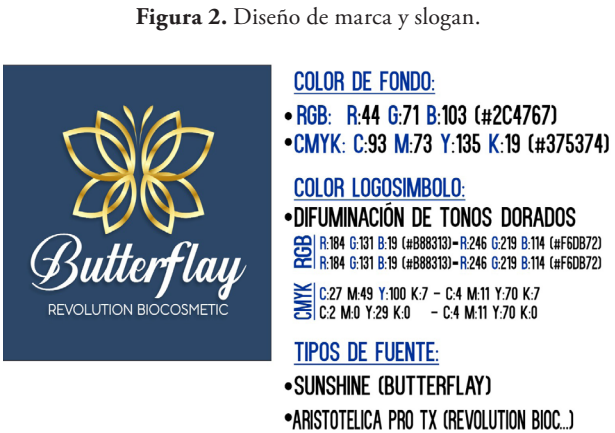 Figura 2. Diseño de marca y slogan.
Butterflay
REVOLUTION BIOCOSMETIC
COLOR DE FONDO:
•RGB: R:44 G:71 B:103 (#2C4767)
•CMYK: C:93 M:73 Y:135 K:19 (#375374)
COLOR LOGOSIMBOLO:
•DIFUMINACIÓN DE TONOS DORADOS
RGB
R:184 G:131 B:19 (#B88313)-R:246 G:219 B:114 (#F6DB72)
R:184 G:131 B:19 (#B88313)-R:246 G:219 B:114 (#F6DB72)
CMYK
C:27 M:49 Y:100 K:7 - C:4 M:11 Y:70 K:7
C:2 M:0 Y:29 K:0 - C:4 M:11 Y:70 K:0
TIPOS DE FUENTE:
•SUNSHINE (BUTTERFLAY)
•ARISTOTELICA PRO TX (REVOLUTION BIOC...)